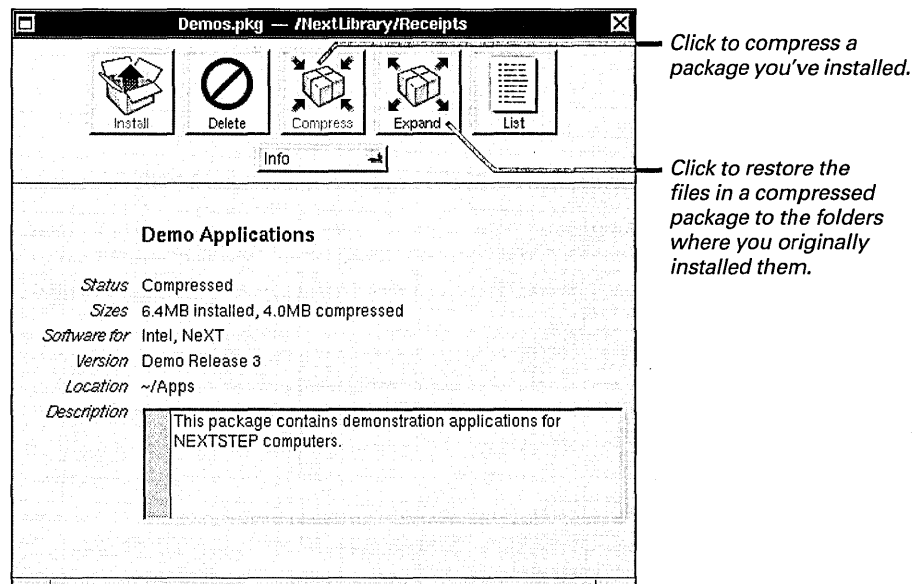 Demos.pkg — /NextLibrary/Receipts
Install
Delete
Compress
Expand
List
Info
Click to compress a
package you've installed.
Click to restore the
files in a compressed
package to the folders
where you originally
installed them.
Demo Applications
Status Compressed
Sizes 6.4MB installed, 4.0MB compressed
Software for Intel, NeXT
Version Demo Release 3
Location ~/Apps
Description This package contains demonstration applications for
NEXTSTEP computers.